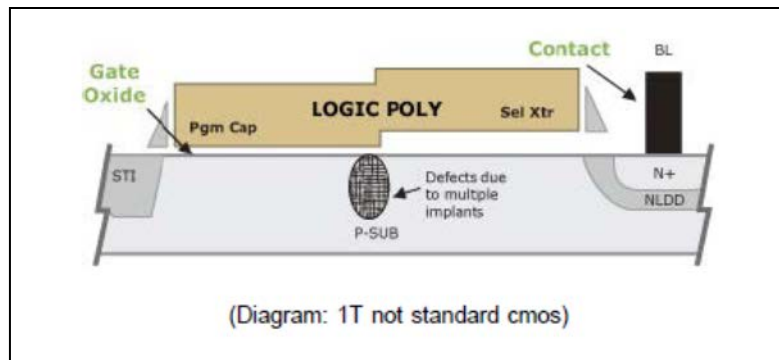 Contact
BL
Gate
Oxide
LOGIC POLY
Pgm Cap
Sel Xtr
STI
Defects due
to multiple
implants
N+
NLDD
P-SUB
(Diagram: 1T not standard cmos)